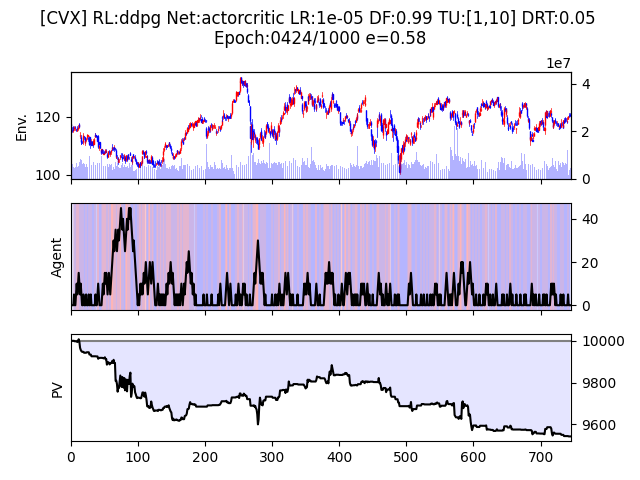 [CVX] RL:ddpg Net:actorcritic LR:1e-05 DF:0.99 TU:[1,10] DRT:0.05
Epoch:0424/1000 e=0.58
1e7
Env.
120
100
4
2
0
Agent
40
20
0
PV
10000
9800
9600
0 100 200 300 400 500 600 700